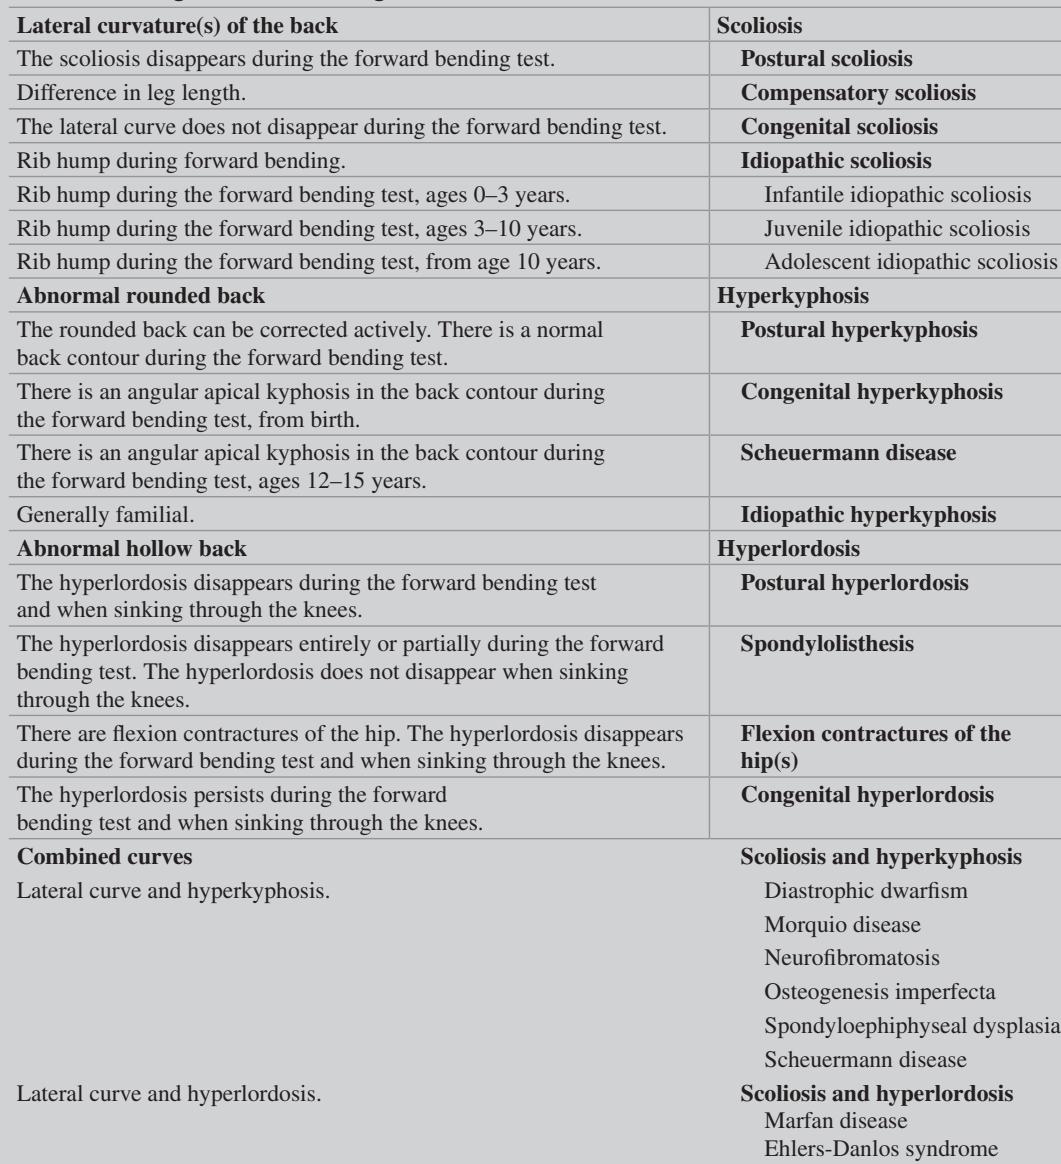 Lateral curvature(s) of the back Scoliosis
The scoliosis disappears during the forward bending test. Postural scoliosis
Difference in leg length. Compensatory scoliosis
The lateral curve does not disappear during the forward bending test. Congenital scoliosis
Rib hump during forward bending. Idiopathic scoliosis
Rib hump during the forward bending test, ages 0–3 years. Infantile idiopathic scoliosis
Rib hump during the forward bending test, ages 3–10 years. Juvenile idiopathic scoliosis
Rib hump during the forward bending test, from age 10 years. Adolescent idiopathic scoliosis
Abnormal rounded back Hyperkyphosis
The rounded back can be corrected actively. There is a normal Postural hyperkyphosis
back contour during the forward bending test.
There is an angular apical kyphosis in the back contour during Congenital hyperkyphosis
the forward bending test, from birth.
There is an angular apical kyphosis in the back contour during Scheuermann disease
the forward bending test, ages 12–15 years.
Generally familial. Idiopathic hyperkyphosis
Abnormal hollow back Hyperlordosis
The hyperlordosis disappears during the forward bending test Postural hyperlordosis
and when sinking through the knees.
The hyperlordosis disappears entirely or partially during the forward Spondylolisthesis
bending test. The hyperlordosis does not disappear when sinking
through the knees.
There are flexion contractures of the hip. The hyperlordosis disappears Flexion contractures of the
during the forward bending test and when sinking through the knees. hip(s)
The hyperlordosis persists during the forward Congenital hyperlordosis
bending test and when sinking through the knees.
Combined curves Scoliosis and hyperkyphosis
Lateral curve and hyperkyphosis. Diastrophic dwarfism
Morquio disease
Neurofibromatosis
Osteogenesis imperfecta
Spondyloephiphyseal dysplasia
Scheuermann disease
Lateral curve and hyperlordosis. Scoliosis and hyperlordosis
Marfan disease
Ehlers-Danlos syndrome